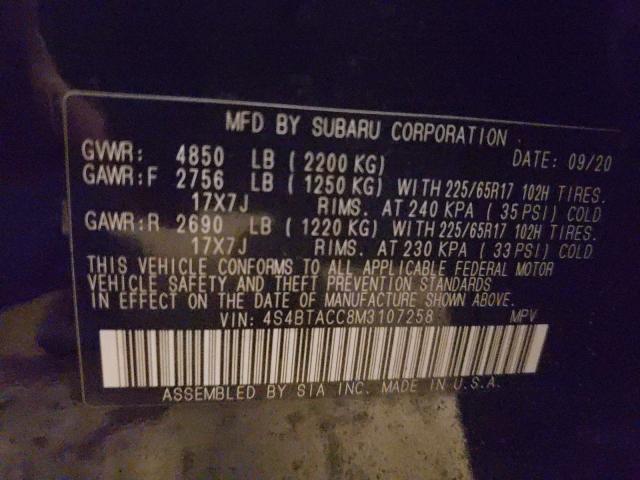 MFD BY SUBARU CORPORATION
GVWR: 4850 LB ( 2200 KG) DATE: 09/20
GAWR:F 2756 LB ( 1250 KG) WITH 225/65R17 102H TIRES.
17X7J RIMS. AT 240 KPA ( 35 PSI) COLD
GAWR:R 2690 LB ( 1220 KG) WITH 225/65R17 102H TIRES.
17X7J RIMS. AT 230 KPA ( 33 PSI) COLD
THIS VEHICLE CONFORMS TO ALL APPLICABLE FEDERAL MOTOR
VEHICLE SAFETY AND THEFT PREVENTION STANDARDS
IN EFFECT ON THE DATE OF MANUFACTURE SHOWN ABOVE.
VIN: 4S4BTACC8M3107258 MPV
ASSEMBLED BY SIA INC. MADE IN U.S.A.